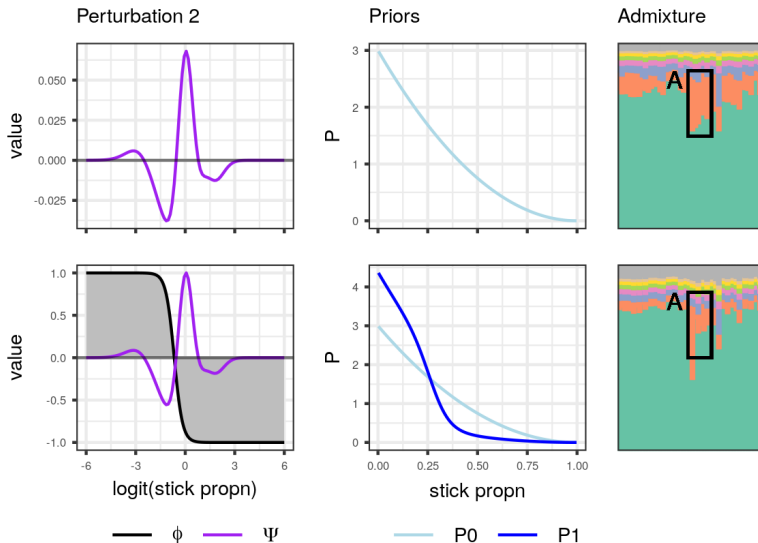 Perturbation 2 Priors Admixture
value
0.050
0.025
0.000
-0.025
P
3
2
1
0
A
value
1.0
0.5
0.0
-0.5
-1.0
-6 -3 0 3 6
logit(stick propn)
P
4
3
2
1
0
0.00 0.25 0.50 0.75 1.00
stick propn
A
ϕ Ψ P0 P1